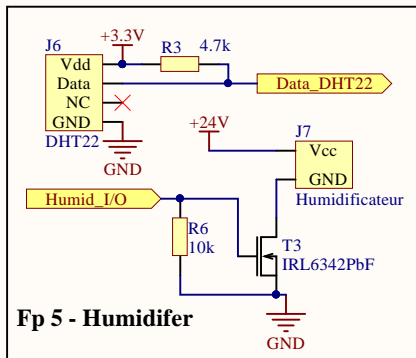 J6
+3.3V
R3
4.7k
Vdd
Data
NC
GND
DHT22
Data_DHT22
GND
+24V
J7
Vcc
GND
Humidificateur
Humid_I/O
R6
10k
T3
IRL6342PbF
Fp 5 - Humidifer
GND